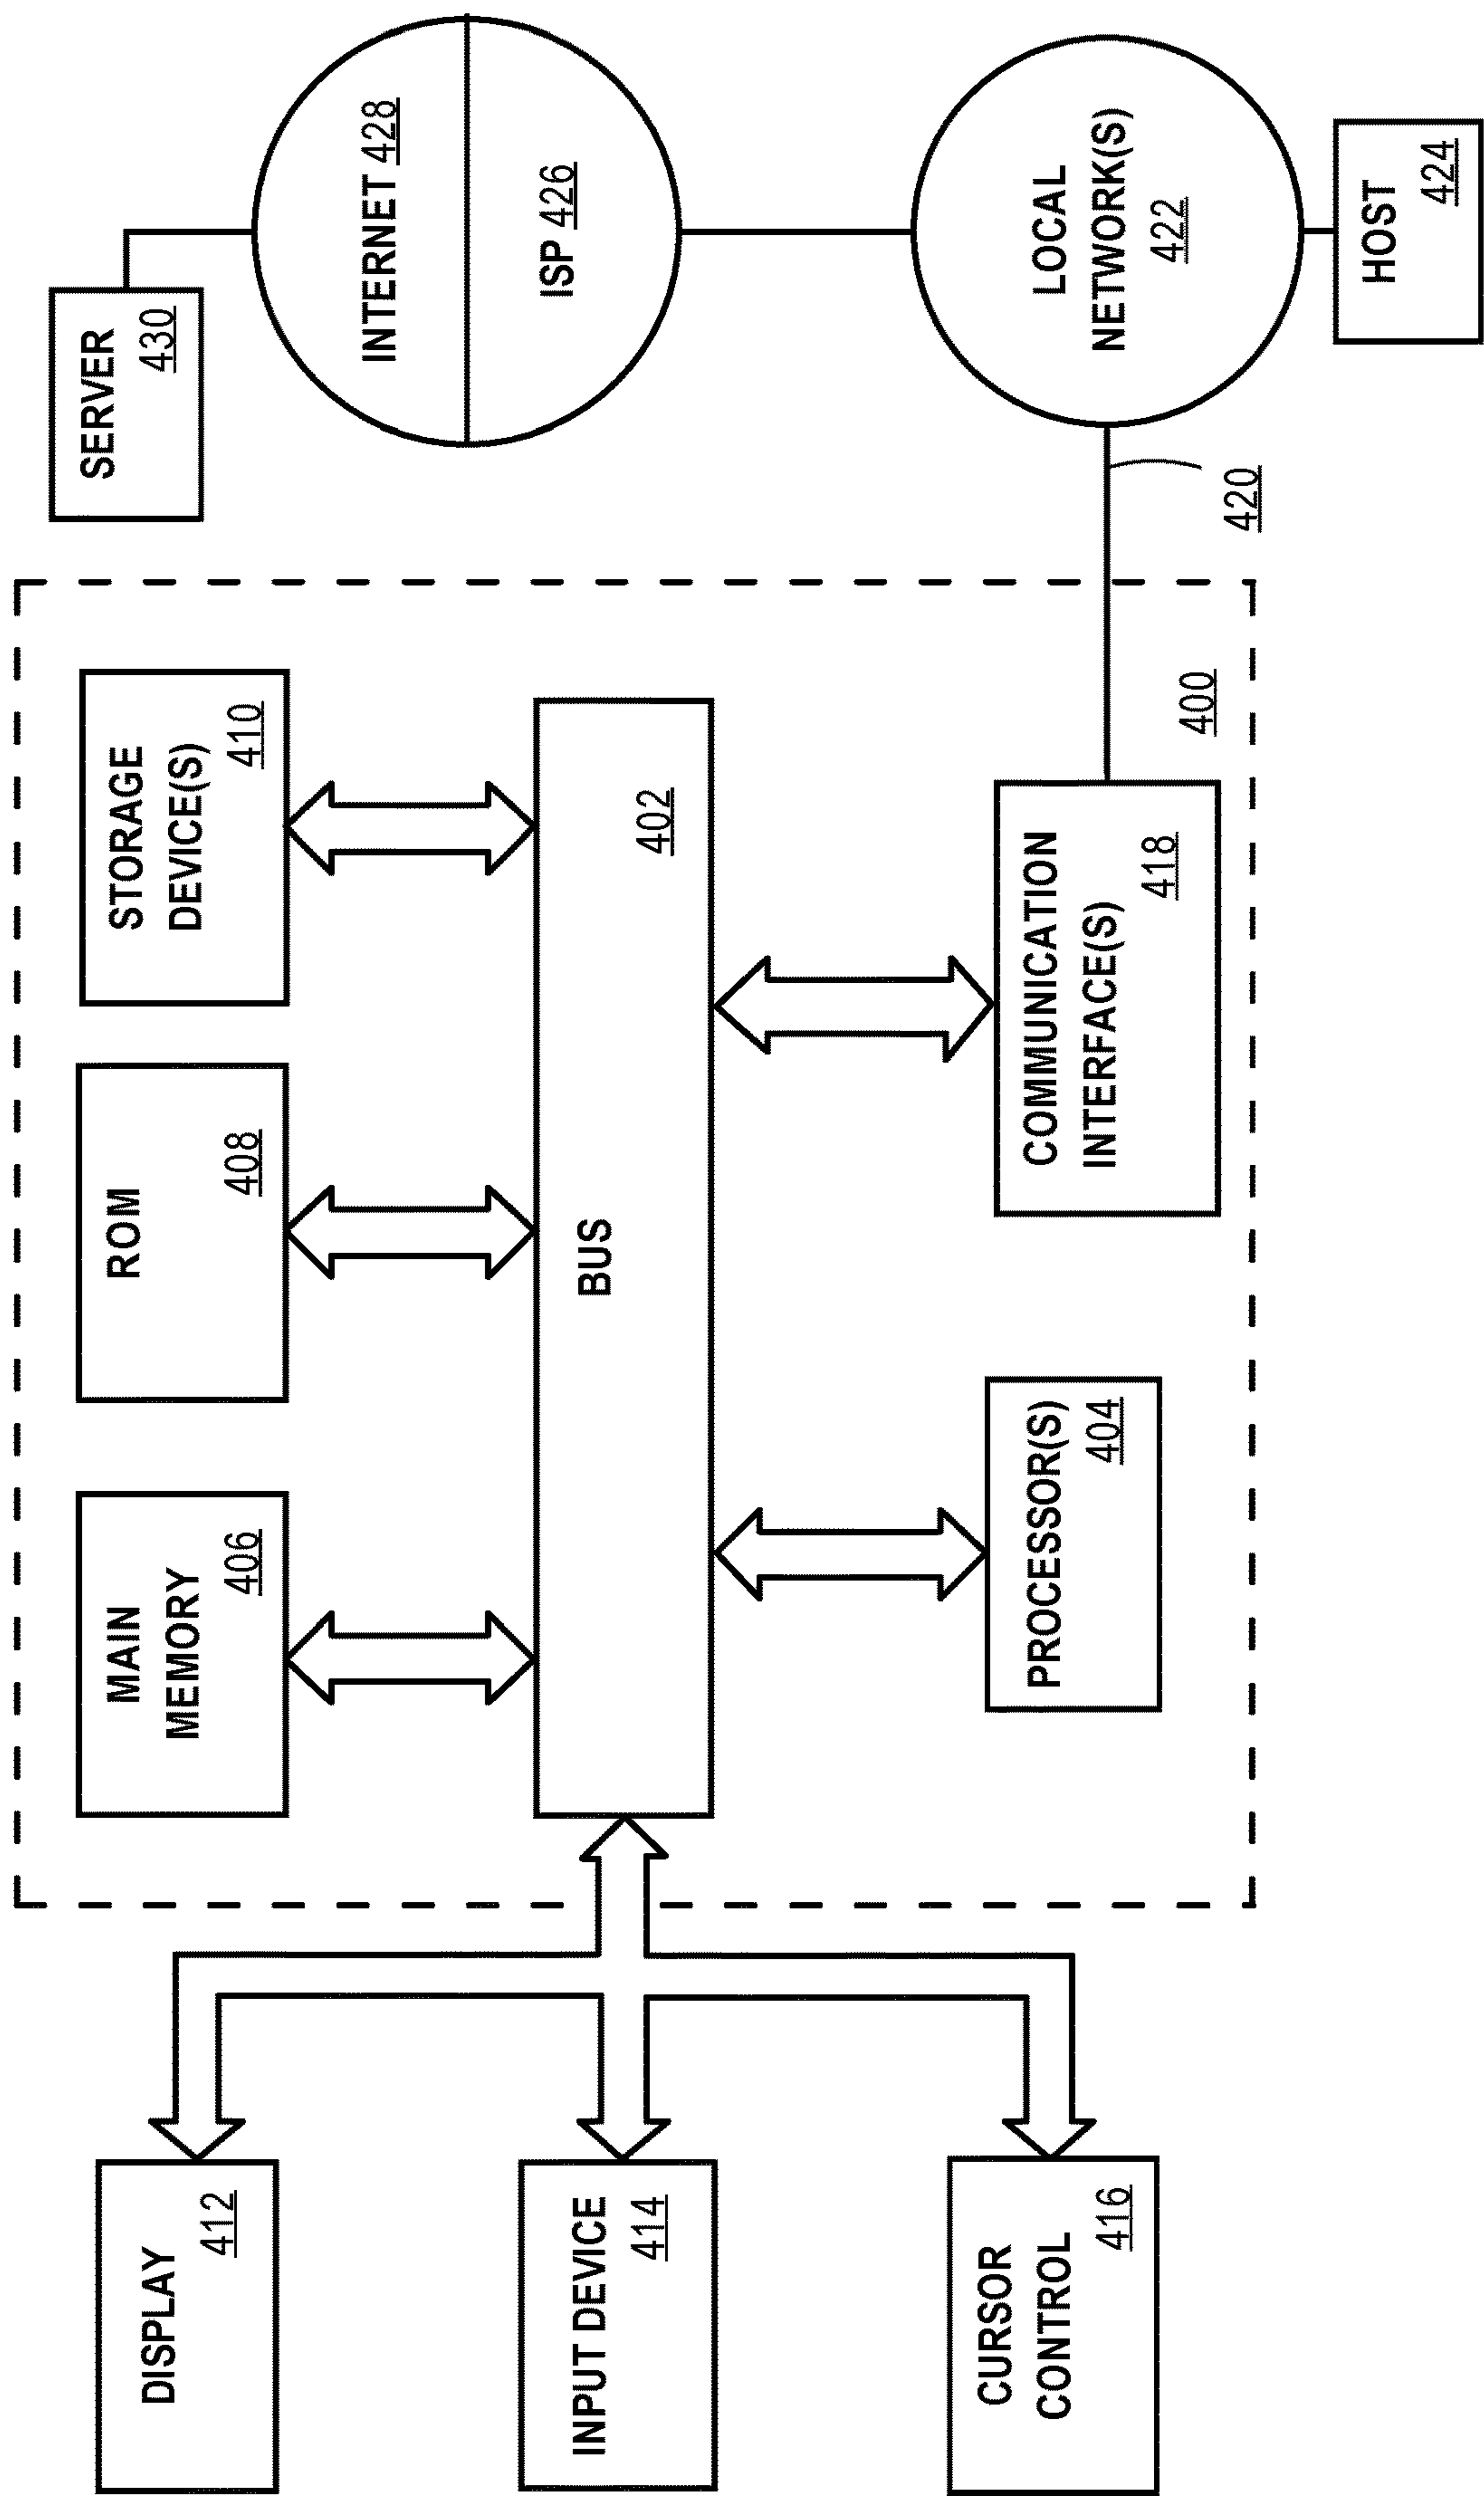 DISPLAY
412
INPUT DEVICE
414
CURSOR
CONTROL
416
MAIN
MEMORY
406
ROM
408
STORAGE
DEVICE(S)
410
BUS
402
PROCESSOR(S)
404
COMMUNICATION
INTERFACE(S)
418
400
420
SERVER
430
INTERNET 428
ISP 426
LOCAL
NETWORK(S)
422
HOST
424